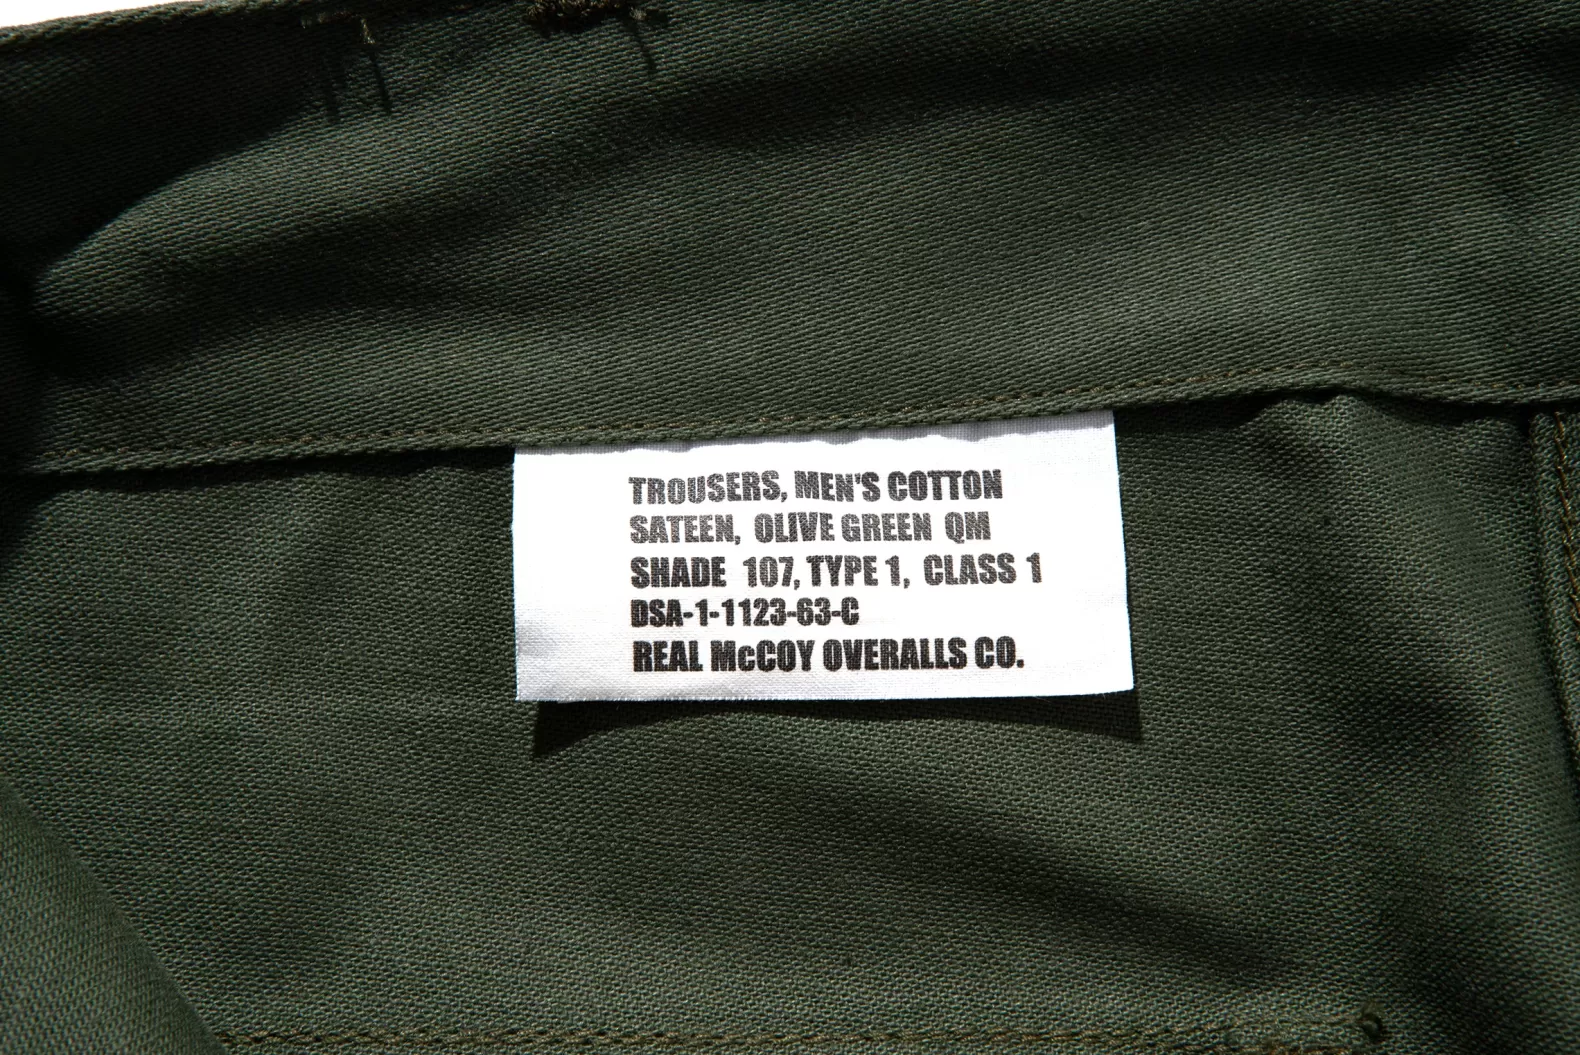 TROUSERS, MEN'S COTTON
SATEEN, OLIVE GREEN QM
SHADE 107, TYPE 1, CLASS 1
DSA-1-1123-63-C
REAL McCOY OVERALLS CO.